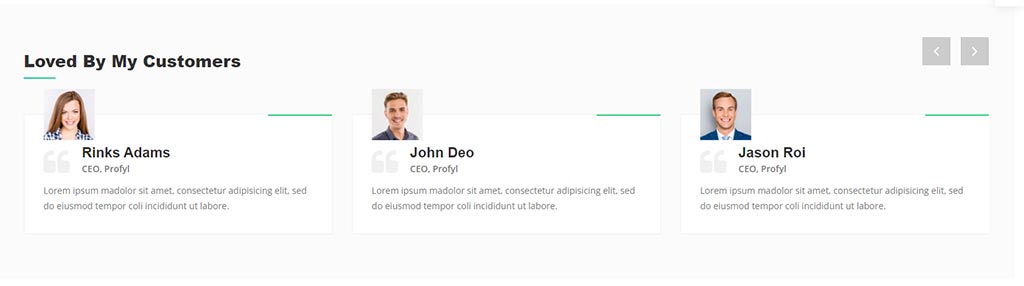 Loved By My Customers
Rinks Adams
CEO, Profyl
Lorem ipsum madolor sit amet, consectetur adipisicing elit, sed
do eiusmod tempor coli incididunt ut labore.
John Deo
CEO, Profyl
Lorem ipsum madolor sit amet, consectetur adipisicing elit, sed
do eiusmod tempor coli incididunt ut labore.
Jason Roi
CEO, Profyl
Lorem ipsum madolor sit amet, consectetur adipisicing elit, sed
do eiusmod tempor coli incididunt ut labore.